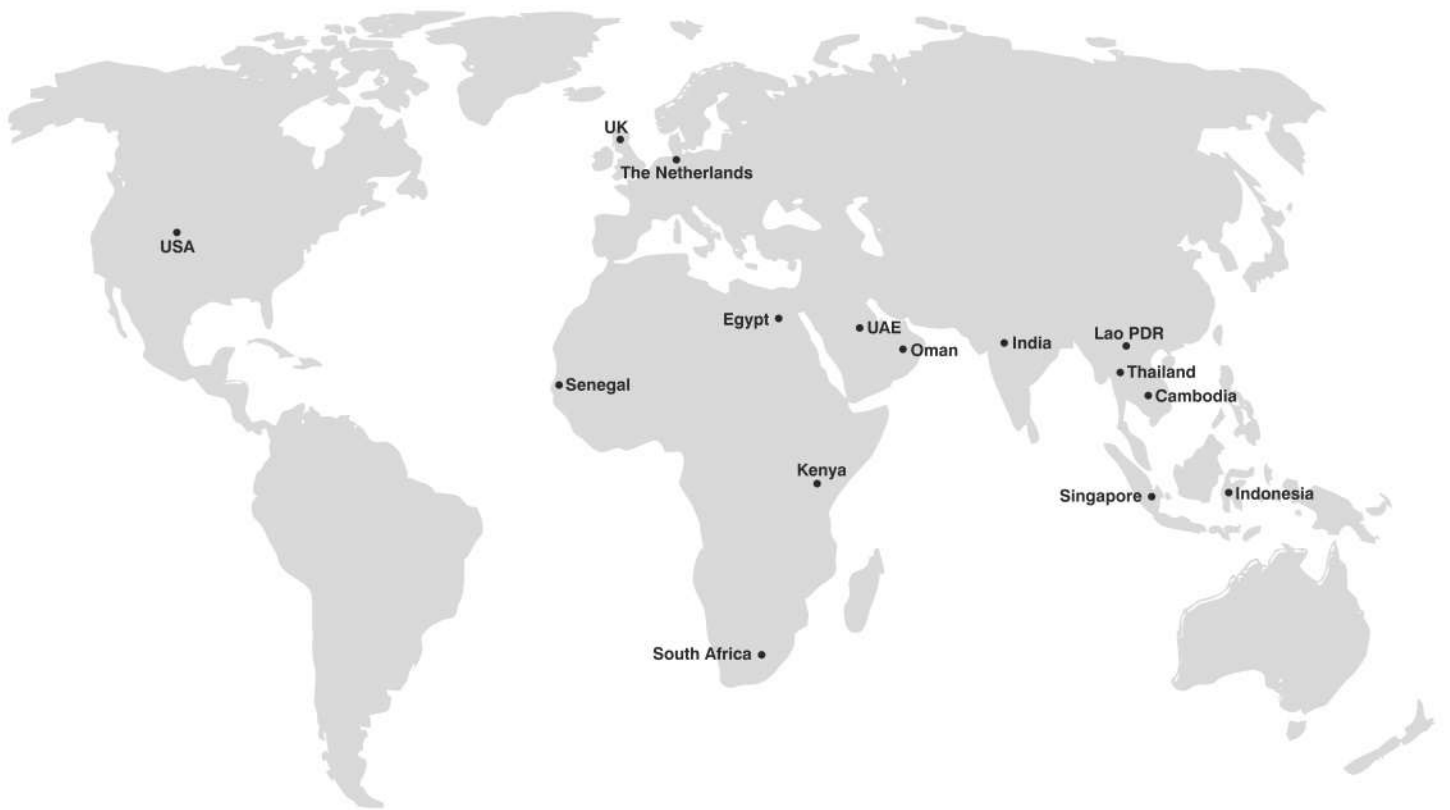 UK
The Netherlands
USA
Egypt
UAE
Oman
India
Lao PDR
Thailand
Cambodia
Senegal
Kenya
Singapore
Indonesia
South Africa